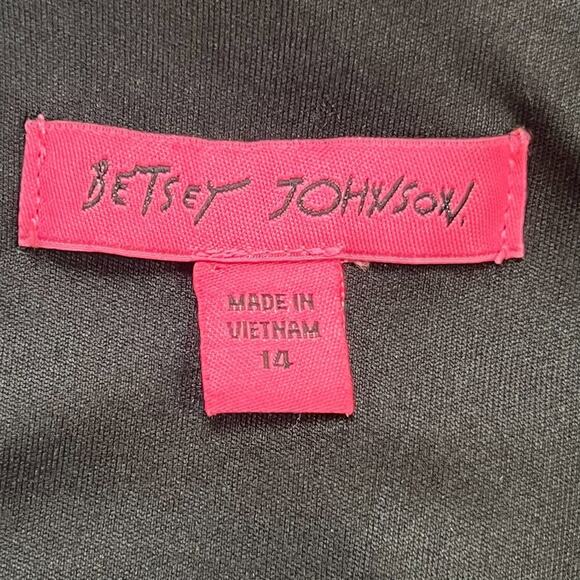 BETSEY JOHNSON.
MADE IN
VIETNAM
14